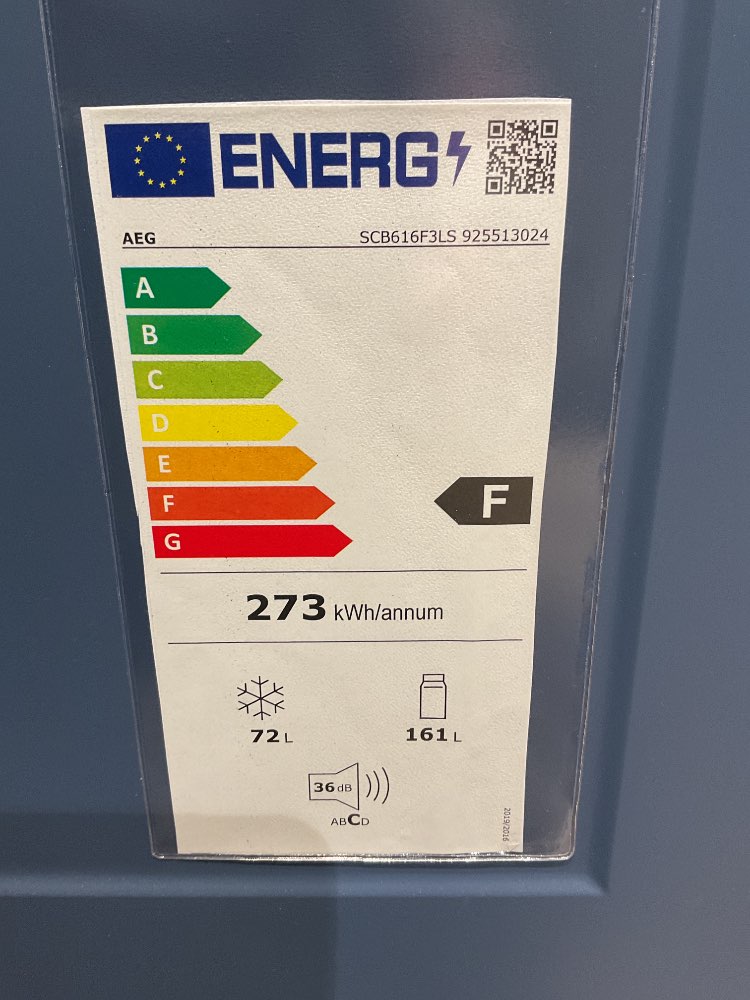 ENERG
AEG SCB616F3LS 925513024
A
B
C
D
E
F
F
G
273 kWh/annum
72 L 161 L
36 dB
ABCD
2019/2016